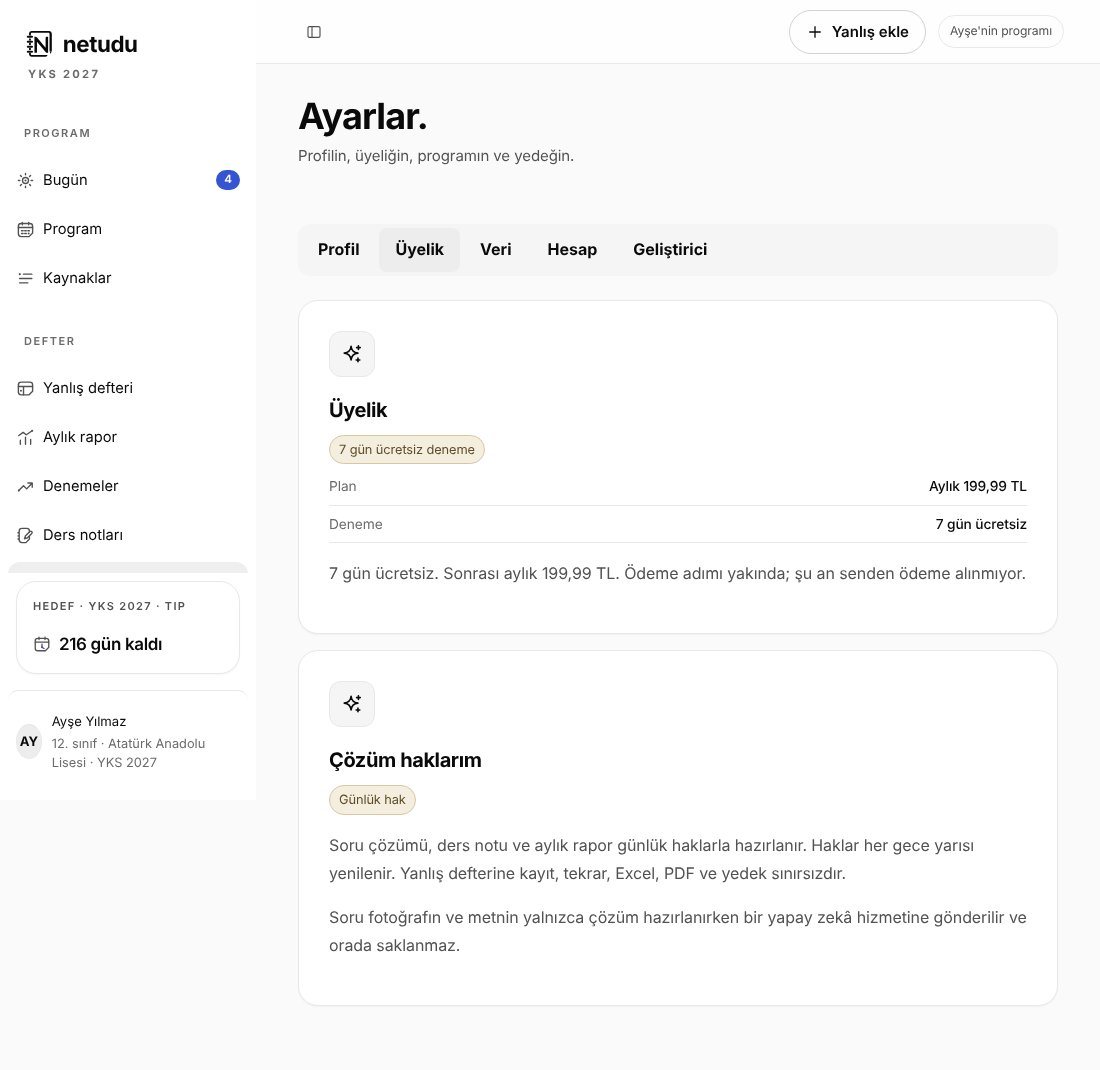 netudu
YKS 2027
PROGRAM
Bugün
4
Program
Kaynaklar
DEFTER
Yanlış defteri
Aylık rapor
Denemeler
Ders notları
HEDEF · YKS 2027 · TIP
216 gün kaldı
AY
Ayşe Yılmaz
12. sınıf · Atatürk Anadolu
Lisesi · YKS 2027
Yanlış ekle
Ayşe'nin programı
Ayarlar.
Profilin, üyeliğin, programın ve yedeğin.
Profil
Üyelik
Veri
Hesap
Geliştirici
Üyelik
7 gün ücretsiz deneme
Plan
Aylık 199,99 TL
Deneme
7 gün ücretsiz
7 gün ücretsiz. Sonrası aylık 199,99 TL. Ödeme adımı yakında; şu an senden ödeme alınmıyor.
Çözüm haklarım
Günlük hak
Soru çözümü, ders notu ve aylık rapor günlük haklarla hazırlanır. Haklar her gece yarısı
yenilenir. Yanlış defterine kayıt, tekrar, Excel, PDF ve yedek sınırsızdır.
Soru fotoğrafın ve metnin yalnızca çözüm hazırlanırken bir yapay zekâ hizmetine gönderilir ve
orada saklanmaz.